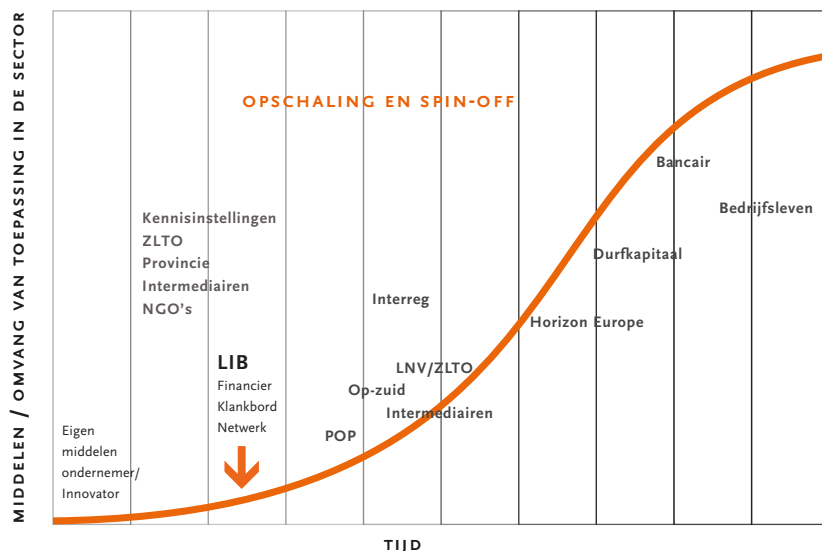 MIDDELEN / OMVANG VAN TOEPASSING IN DE SECTOR
OPSCHALING EN SPIN-OFF
Bancair
Bedrijfsleven
Kennisinstellingen
ZLTO
Provincie
Intermediairen
NGO's
Durfkapitaal
Interreg
Horizon Europe
LIB
Financier
Klankbord
Netwerk
LNV/ZLTO
Op-zuid
Intermediairen
POP
Eigen
middelen
ondernemer/
Innovator
TIJD